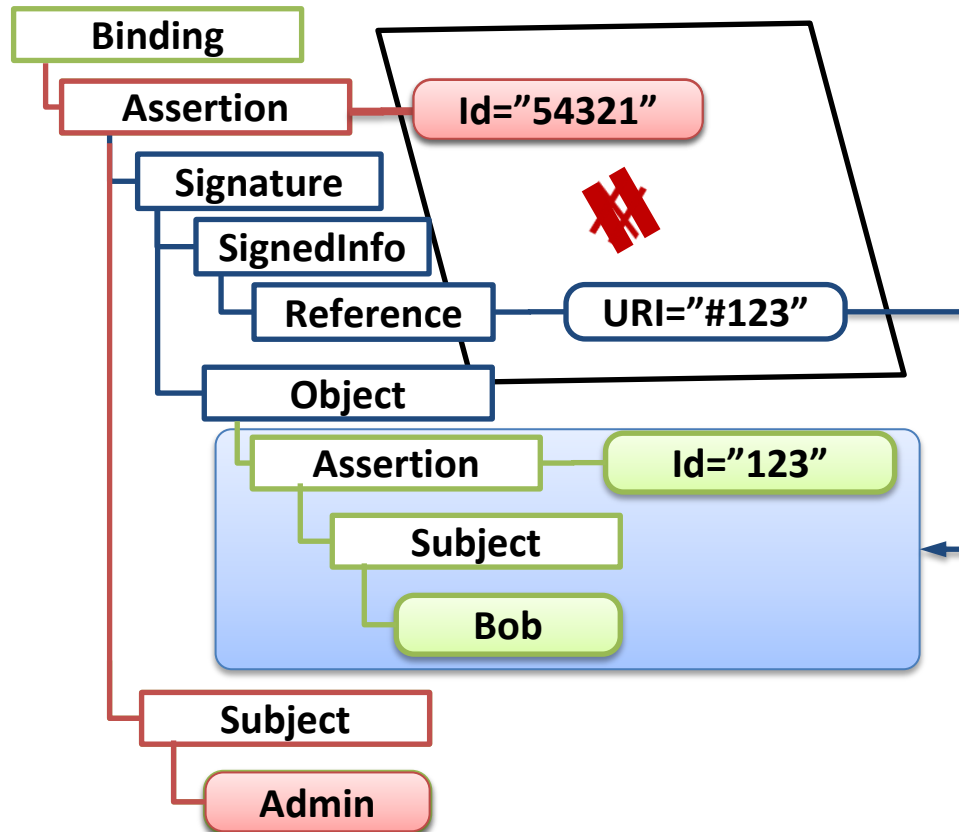 Binding
Assertion
Id=”54321”
Signature
SignedInfo
Reference
URI=”#123”
Object
Assertion
Id=”123”
Subject
Bob
Subject
Admin